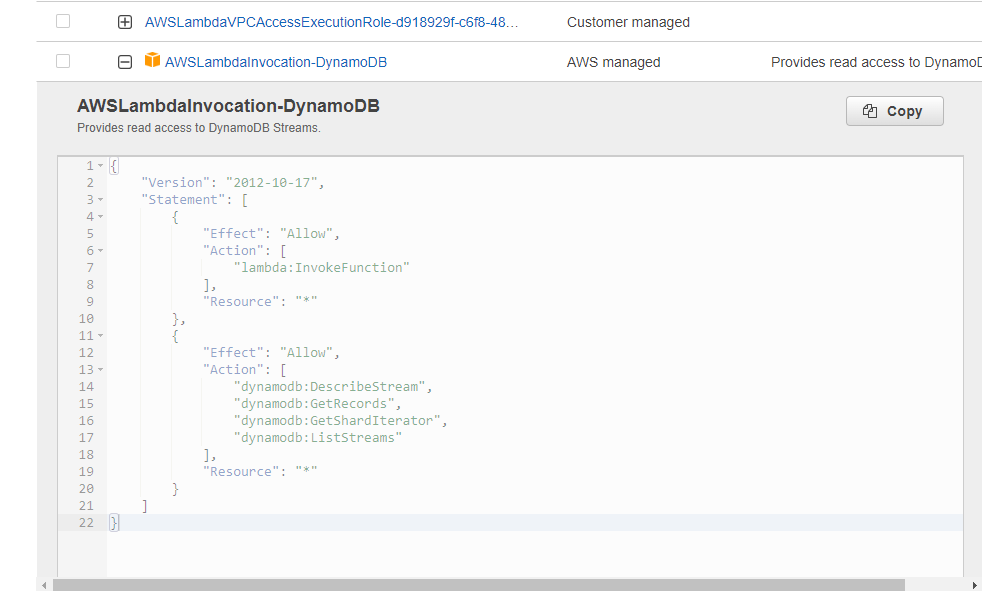 AWSLambdaVPCAccessExecutionRole-d918929f-c6f8-48... Customer managed
AWSLambdaInvocation-DynamoDB AWS managed Provides read access to DynamoD
AWSLambdaInvocation-DynamoDB
Copy
Provides read access to DynamoDB Streams.
1 {
2 "Version": "2012-10-17",
3 "Statement": [
4 {
5 "Effect": "Allow",
6 "Action": [
7 "lambda:InvokeFunction"
8 ],
9 "Resource": "*"
10 },
11 {
12 "Effect": "Allow",
13 "Action": [
14 "dynamodb:DescribeStream",
15 "dynamodb:GetRecords",
16 "dynamodb:GetShardIterator",
17 "dynamodb:ListStreams"
18 ],
19 "Resource": "*"
20 }
21 ]
22 }